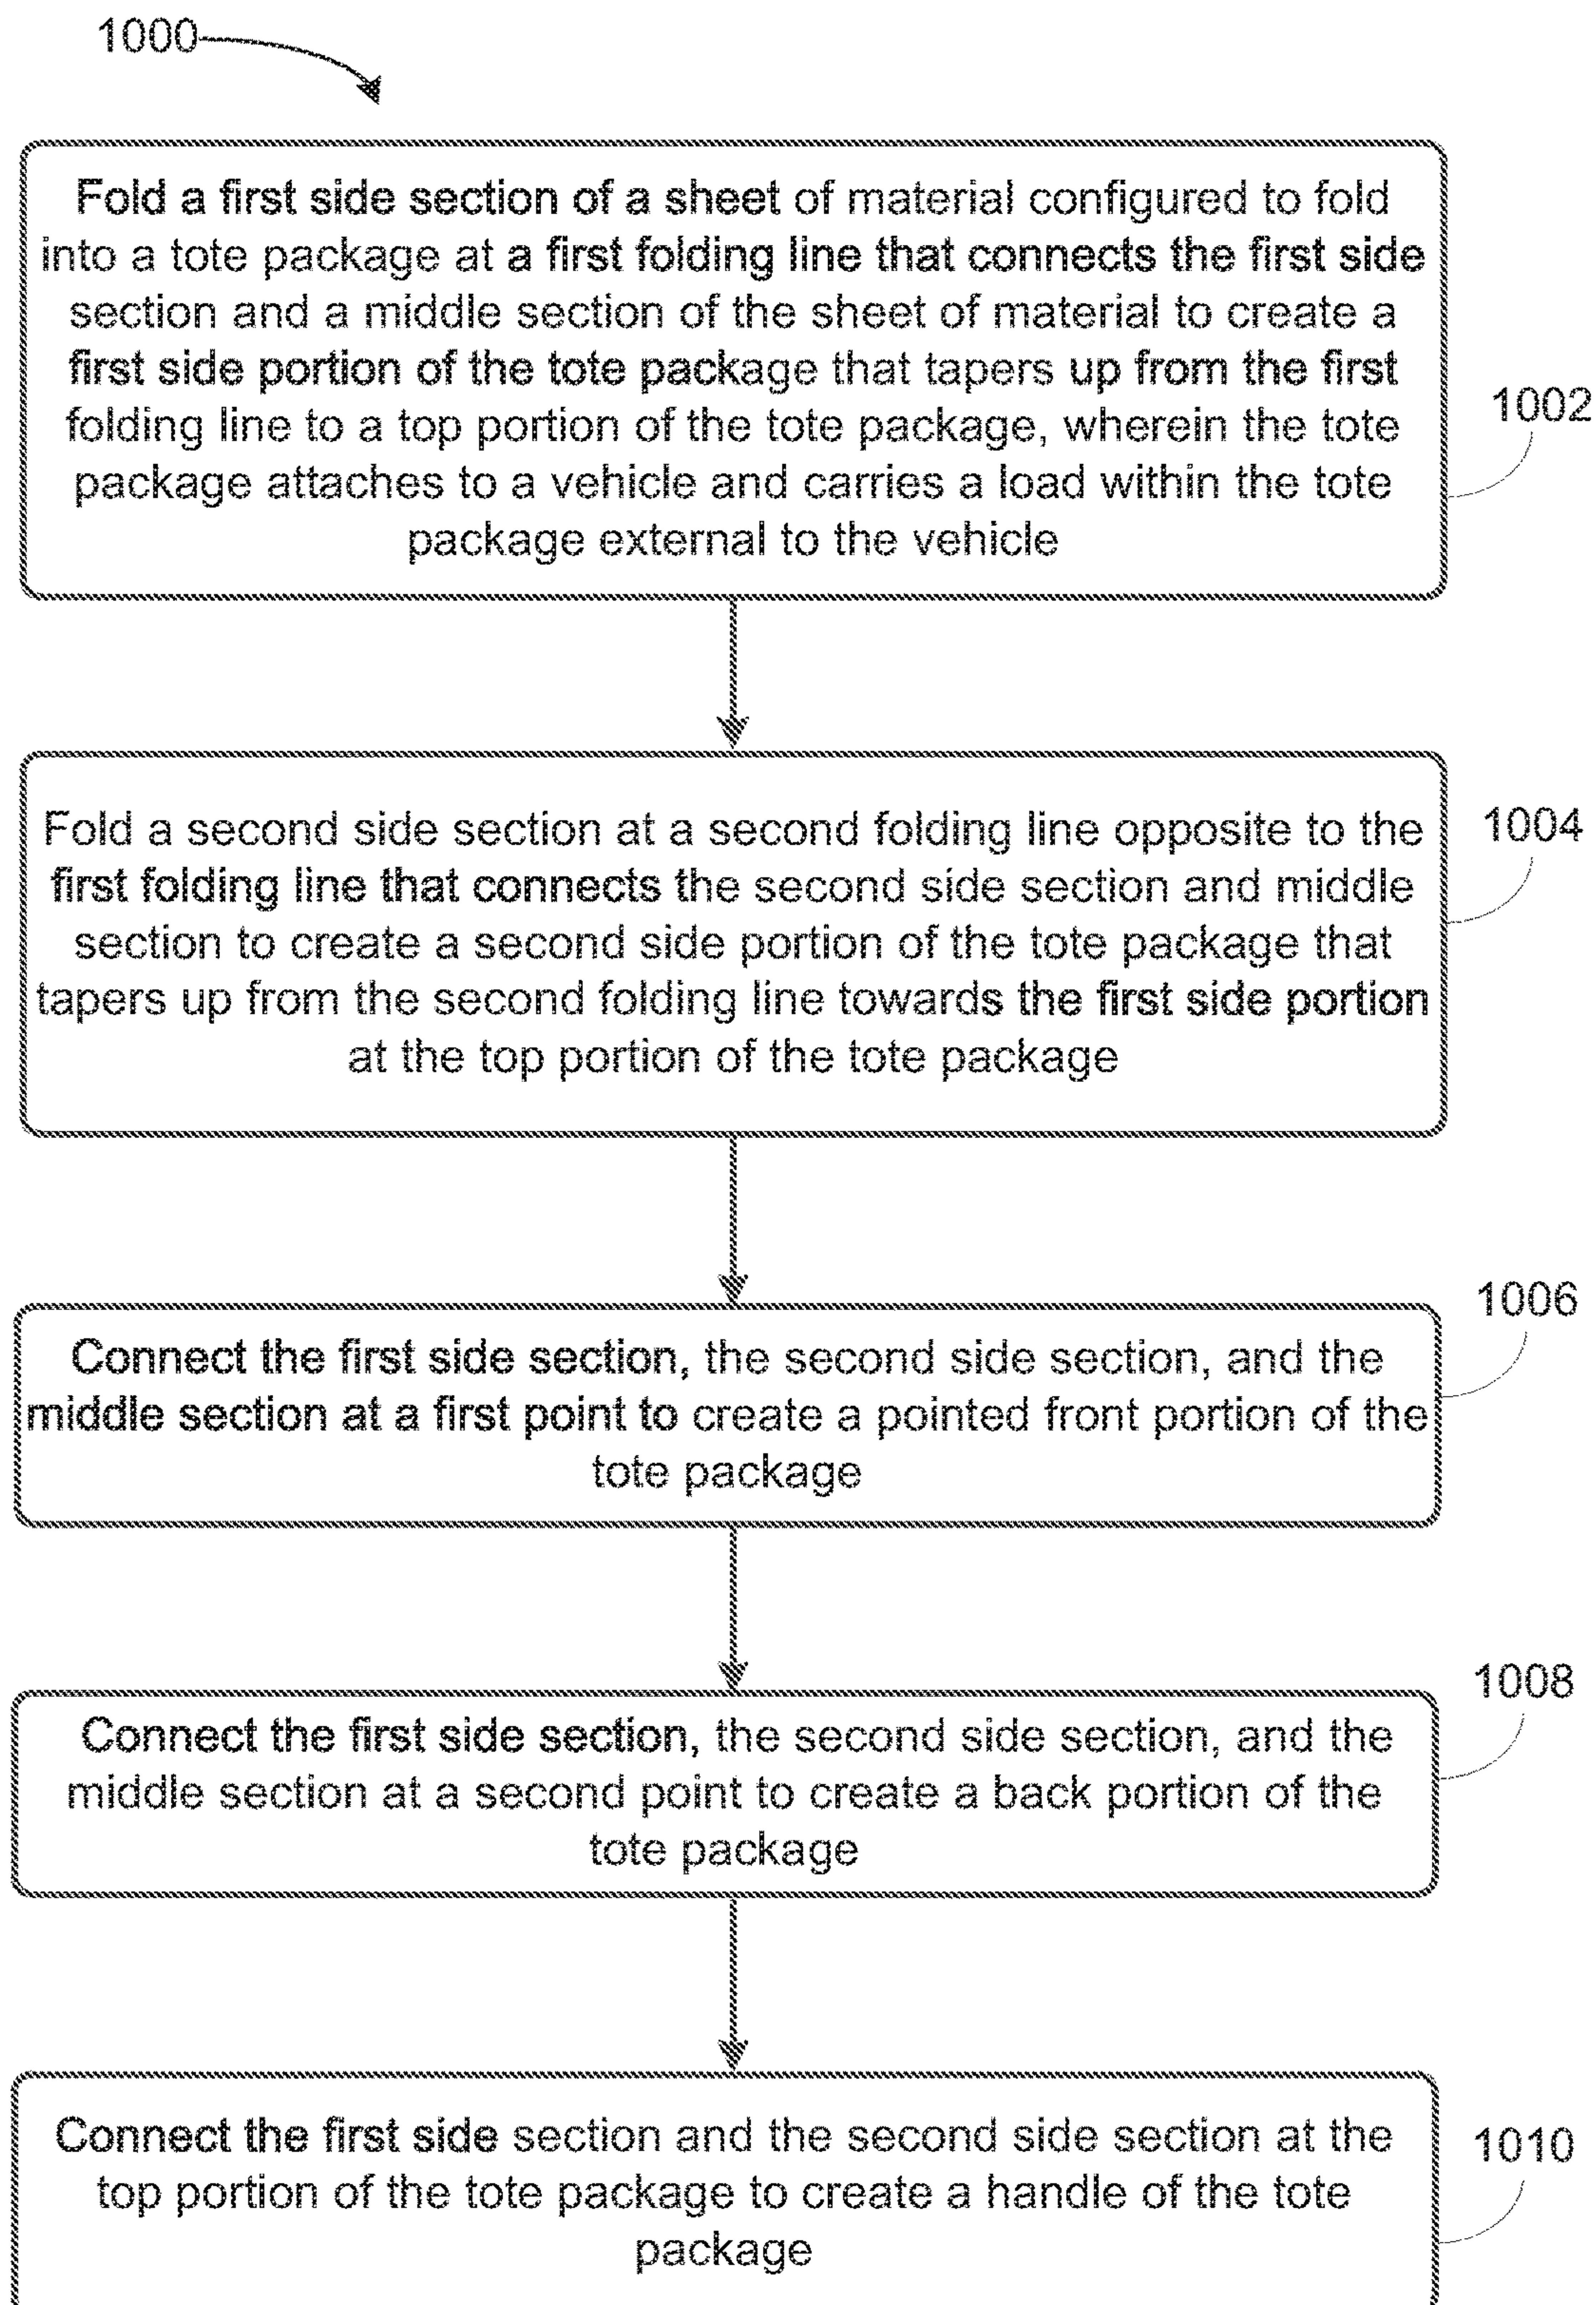 1000
Fold a first side section of a sheet of material configured to fold
into a tote package at a first folding line that connects the first side
section and a middle section of the sheet of material to create a
first side portion of the tote package that tapers up from the first
folding line to a top portion of the tote package, wherein the tote
package attaches to a vehicle and carries a load within the tote
package external to the vehicle
1002
Fold a second side section at a second folding line opposite to the
first folding line that connects the second side section and middle
section to create a second side portion of the tote package that
tapers up from the second folding line towards the first side portion
at the top portion of the tote package
1004
Connect the first side section, the second side section, and the
middle section at a first point to create a pointed front portion of the
tote package
1006
Connect the first side section, the second side section, and the
middle section at a second point to create a back portion of the
tote package
1008
Connect the first side section and the second side section at the
top portion of the tote package to create a handle of the tote
package
1010